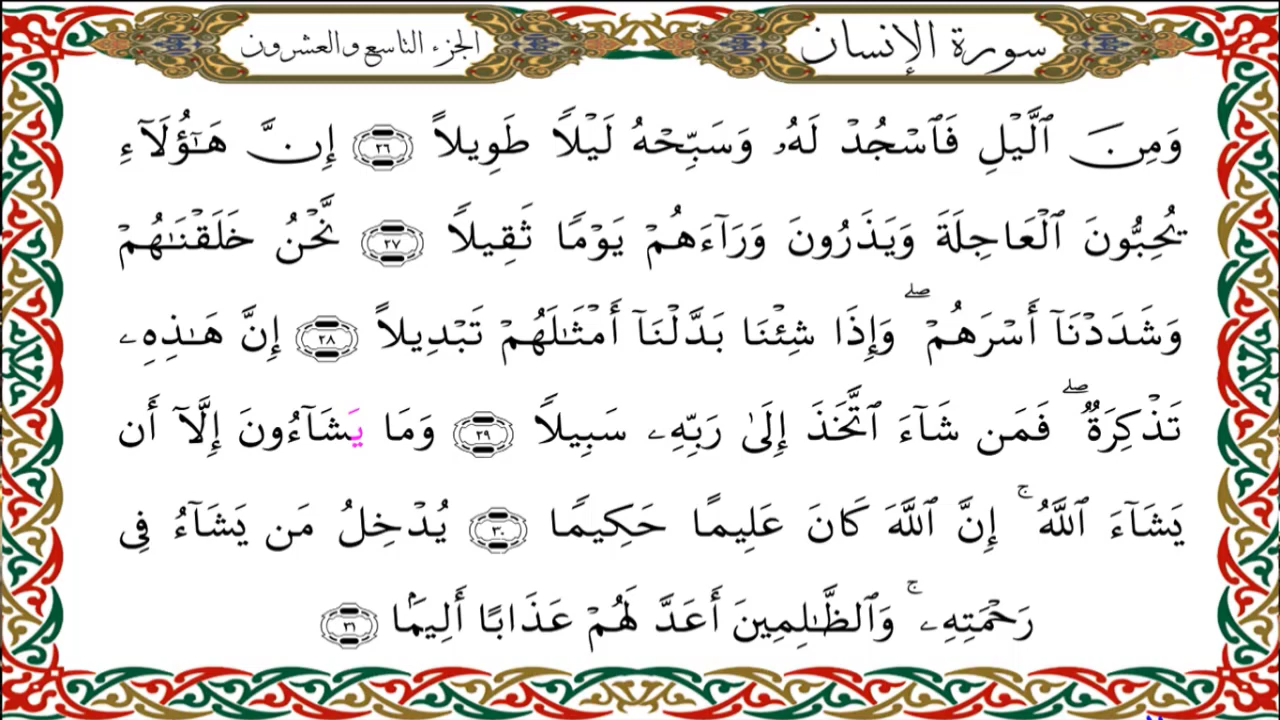 سورة الإنسان
الجزء التاسع والعشرون
وَمِنَ ٱلَّيْلِ فَٱسْجُدْ لَهُۥ وَسَبِّحْهُ لَيْلًا طَوِيلًا ٢٦ إِنَّ هَـٰٓؤُلَآءِ
يُحِبُّونَ ٱلْعَاجِلَةَ وَيَذَرُونَ وَرَآءَهُمْ يَوْمًا ثَقِيلًا ٢٧ نَّحْنُ خَلَقْنَـٰهُمْ
وَشَدَدْنَآ أَسْرَهُمْ ۖ وَإِذَا شِئْنَا بَدَّلْنَآ أَمْثَـٰلَهُمْ تَبْدِيلًا ٢٨ إِنَّ هَـٰذِهِۦ
تَذْكِرَةٌ ۖ فَمَن شَآءَ ٱتَّخَذَ إِلَىٰ رَبِّهِۦ سَبِيلًا ٢٩ وَمَا يَشَآءُونَ إِلَّآ أَن
يَشَآءَ ٱللَّهُ ۚ إِنَّ ٱللَّهَ كَانَ عَلِيمًا حَكِيمًا ٣٠ يُدْخِلُ مَن يَشَآءُ فِى
رَحْمَتِهِۦ ۚ وَٱلظَّـٰلِمِينَ أَعَدَّ لَهُمْ عَذَابًا أَلِيمًۢا ٣١